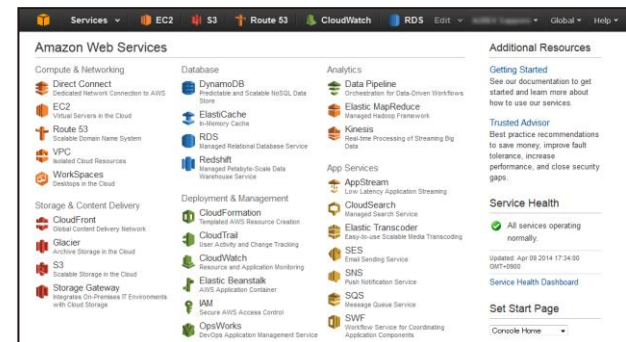 Services EC2 S3 Route 53 CloudWatch RDS Edit Global Help
Amazon Web Services
Compute & Networking
Direct Connect
Dedicated Network Connection to AWS
EC2
Virtual Servers in the Cloud
Route 53
Scalable Domain Name System
VPC
Isolated Cloud Resources
WorkSpaces
Desktops in the Cloud
Storage & Content Delivery
CloudFront
Global Content Delivery Network
Glacier
Archive Storage in the Cloud
S3
Scalable Storage in the Cloud
Storage Gateway
Integrates On-Premises IT Environments
with Cloud Storage
Database
DynamoDB
Predictable and Scalable NoSQL Data
Store
ElastiCache
In-Memory Cache
RDS
Managed Relational Database Service
Redshift
Managed Petabyte-Scale Data
Warehouse Service
Deployment & Management
CloudFormation
Templated AWS Resource Creation
CloudTrail
User Activity and Change Tracking
CloudWatch
Resource and Application Monitoring
Elastic Beanstalk
AWS Application Container
IAM
Secure AWS Access Control
OpsWorks
DevOps Application Management Service
Analytics
Data Pipeline
Orchestration for Data-Driven Workflows
Elastic MapReduce
Managed Hadoop Framework
Kinesis
Real-time Processing of Streaming Big
Data
App Services
AppStream
Low Latency Application Streaming
CloudSearch
Managed Search Service
Elastic Transcoder
Easy-to-use Scalable Media Transcoding
SES
Email Sending Service
SNS
Push Notification Service
SQS
Message Queue Service
SWF
Workflow Service for Coordinating
Application Components
Additional Resources
Getting Started
See our documentation to get
started and learn more about
how to use our services.
Trusted Advisor
Best practice recommendations
to save money, improve fault
tolerance, increase
performance, and close security
gaps.
Service Health
All services operating
normally.
Updated: Apr 09 2014 17:34:00
GMT+0900
Service Health Dashboard
Set Start Page
Console Home